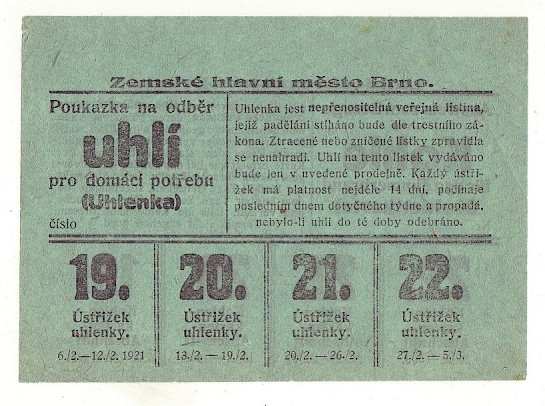 Zemské hlavní město Brno.
Poukazka na odběr
uhlí
pro domácí potřebu
(Uhlenka)
číslo
Uhlenka jest nepřenositelná veřejná listina,
jejíž padělání stíháno bude dle trestního zá-
kona. Ztracené nebo zničené lístky zpravidla
se nenahradí. Uhlí na tento lístek vydáváno
bude jen v uvedené prodejně. Každý ústři-
žek má platnost nejdéle 14 dní, počínaje
posledním dnem dotyčného týdne a propadá,
nebylo-li uhlí do té doby odebráno.
19.
Ústřižek
uhlenky.
6./2.—12./2. 1921
20.
Ústřižek
uhlenky.
13./2. — 19./2.
21.
Ústřižek
uhlenky.
20./2. — 26./2.
22.
Ústřižek
uhlenky.
27./2. — 5./3.